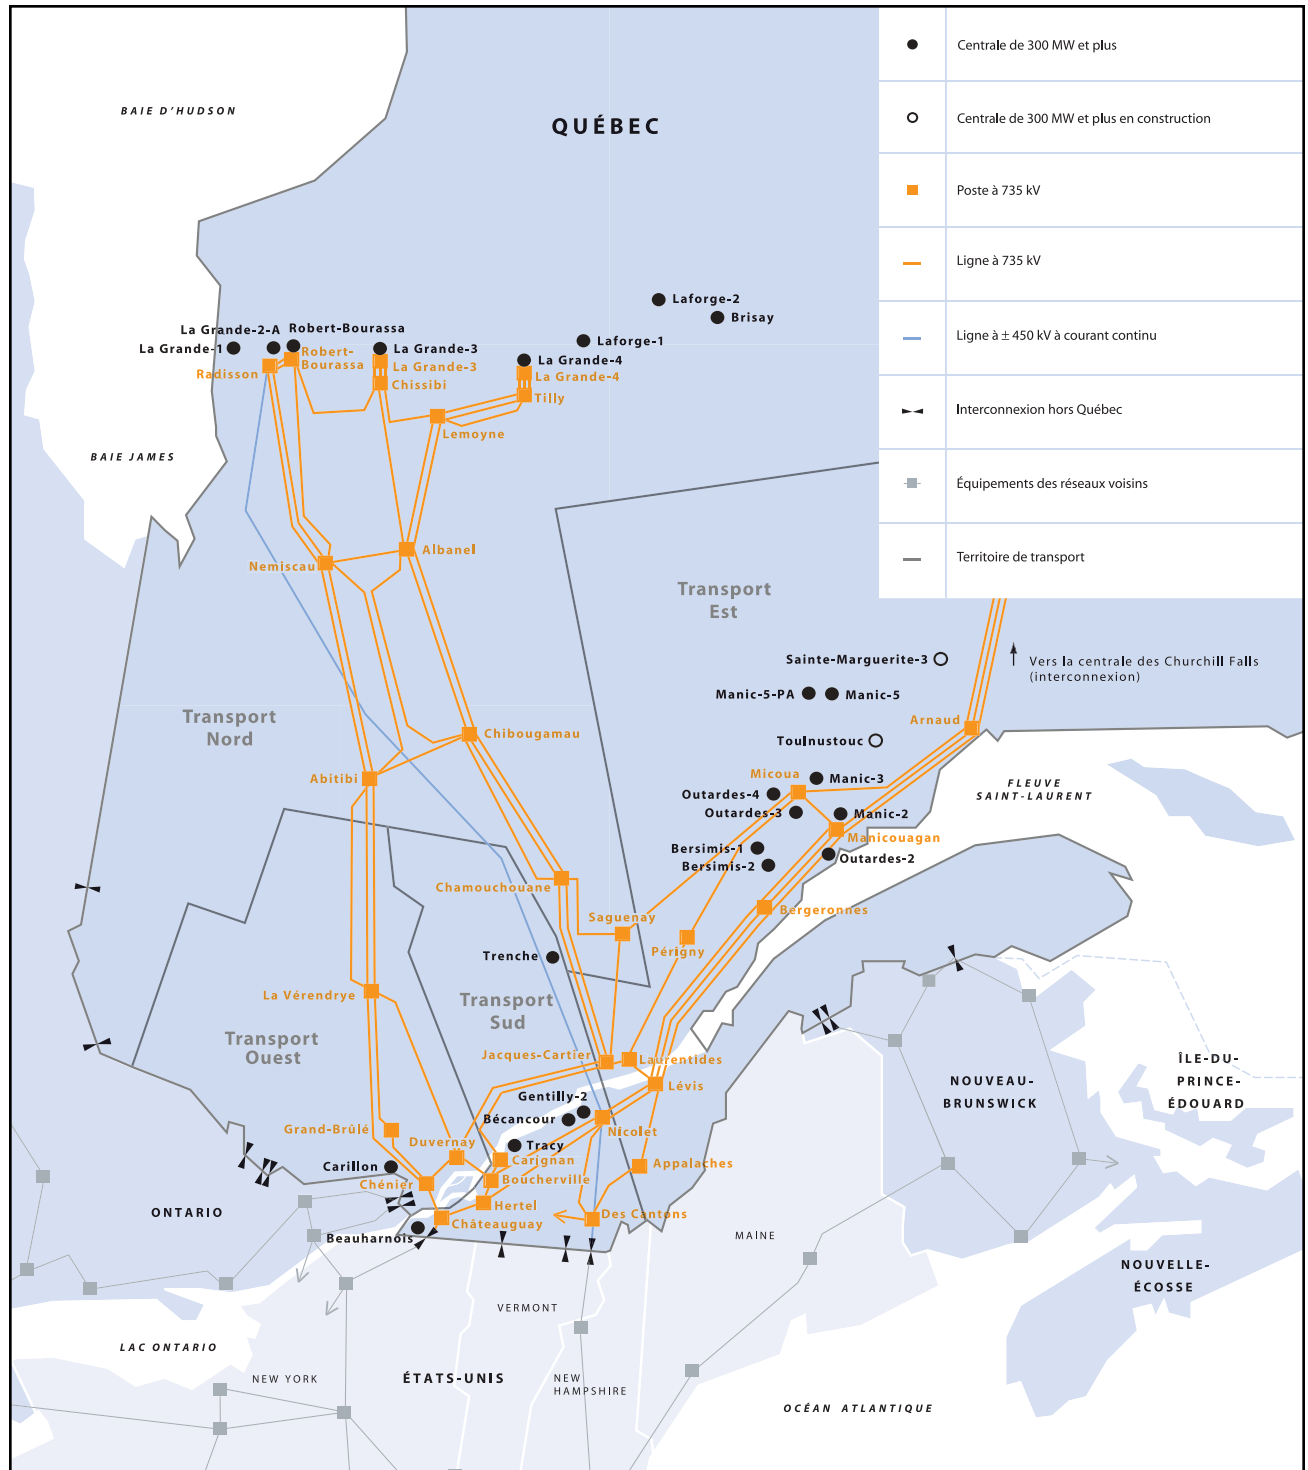 BAIE D'HUDSON
QUÉBEC
Centrale de 300 MW et plus
Centrale de 300 MW et plus en construction
Poste à 735 kV
Ligne à 735 kV
Ligne à ± 450 kV à courant continu
Interconnexion hors Québec
Équipements des réseaux voisins
Territoire de transport
Laforge-2
Brisay
La Grande-2-A
Robert-Bourassa
Laforge-1
La Grande-1
La Grande-3
La Grande-4
Robert-
Bourassa
Radisson
La Grande-3
La Grande-4
Chissibi
Tilly
Lemoyne
BAIE JAMES
Albanel
Nemiscau
Transport
Est
Sainte-Marguerite-3
Vers la centrale des Churchill Falls
(interconnexion)
Manic-5-PA
Manic-5
Transport
Nord
Arnaud
Chibougamau
Toulnustouc
Abitibi
Micoua
Manic-3
FLEUVE
SAINT-LAURENT
Outardes-4
Outardes-3
Manic-2
Manicouagan
Bersimis-1
Bersimis-2
Outardes-2
Chamouchouane
Bergeronnes
Saguenay
Périgny
Trenche
La Vérendrye
Transport
Sud
Transport
Ouest
Jacques-Cartier
Laurentides
Lévis
ÎLE-DU-
PRINCE-
ÉDOUARD
NOUVEAU-
BRUNSWICK
Gentilly-2
Bécancour
Nicolet
Grand-Brûlé
Duvernay
Tracy
Carignan
Appalaches
Carillon
Chénier
Boucherville
Hertel
Des Cantons
ONTARIO
Châteauguay
Beauharnois
MAÎNE
NOUVELLE-
ÉCOSSE
VERMONT
LAC ONTARIO
NEW YORK
ÉTATS-UNIS
NEW
HAMPSHIRE
OCÉAN ATLANTIQUE